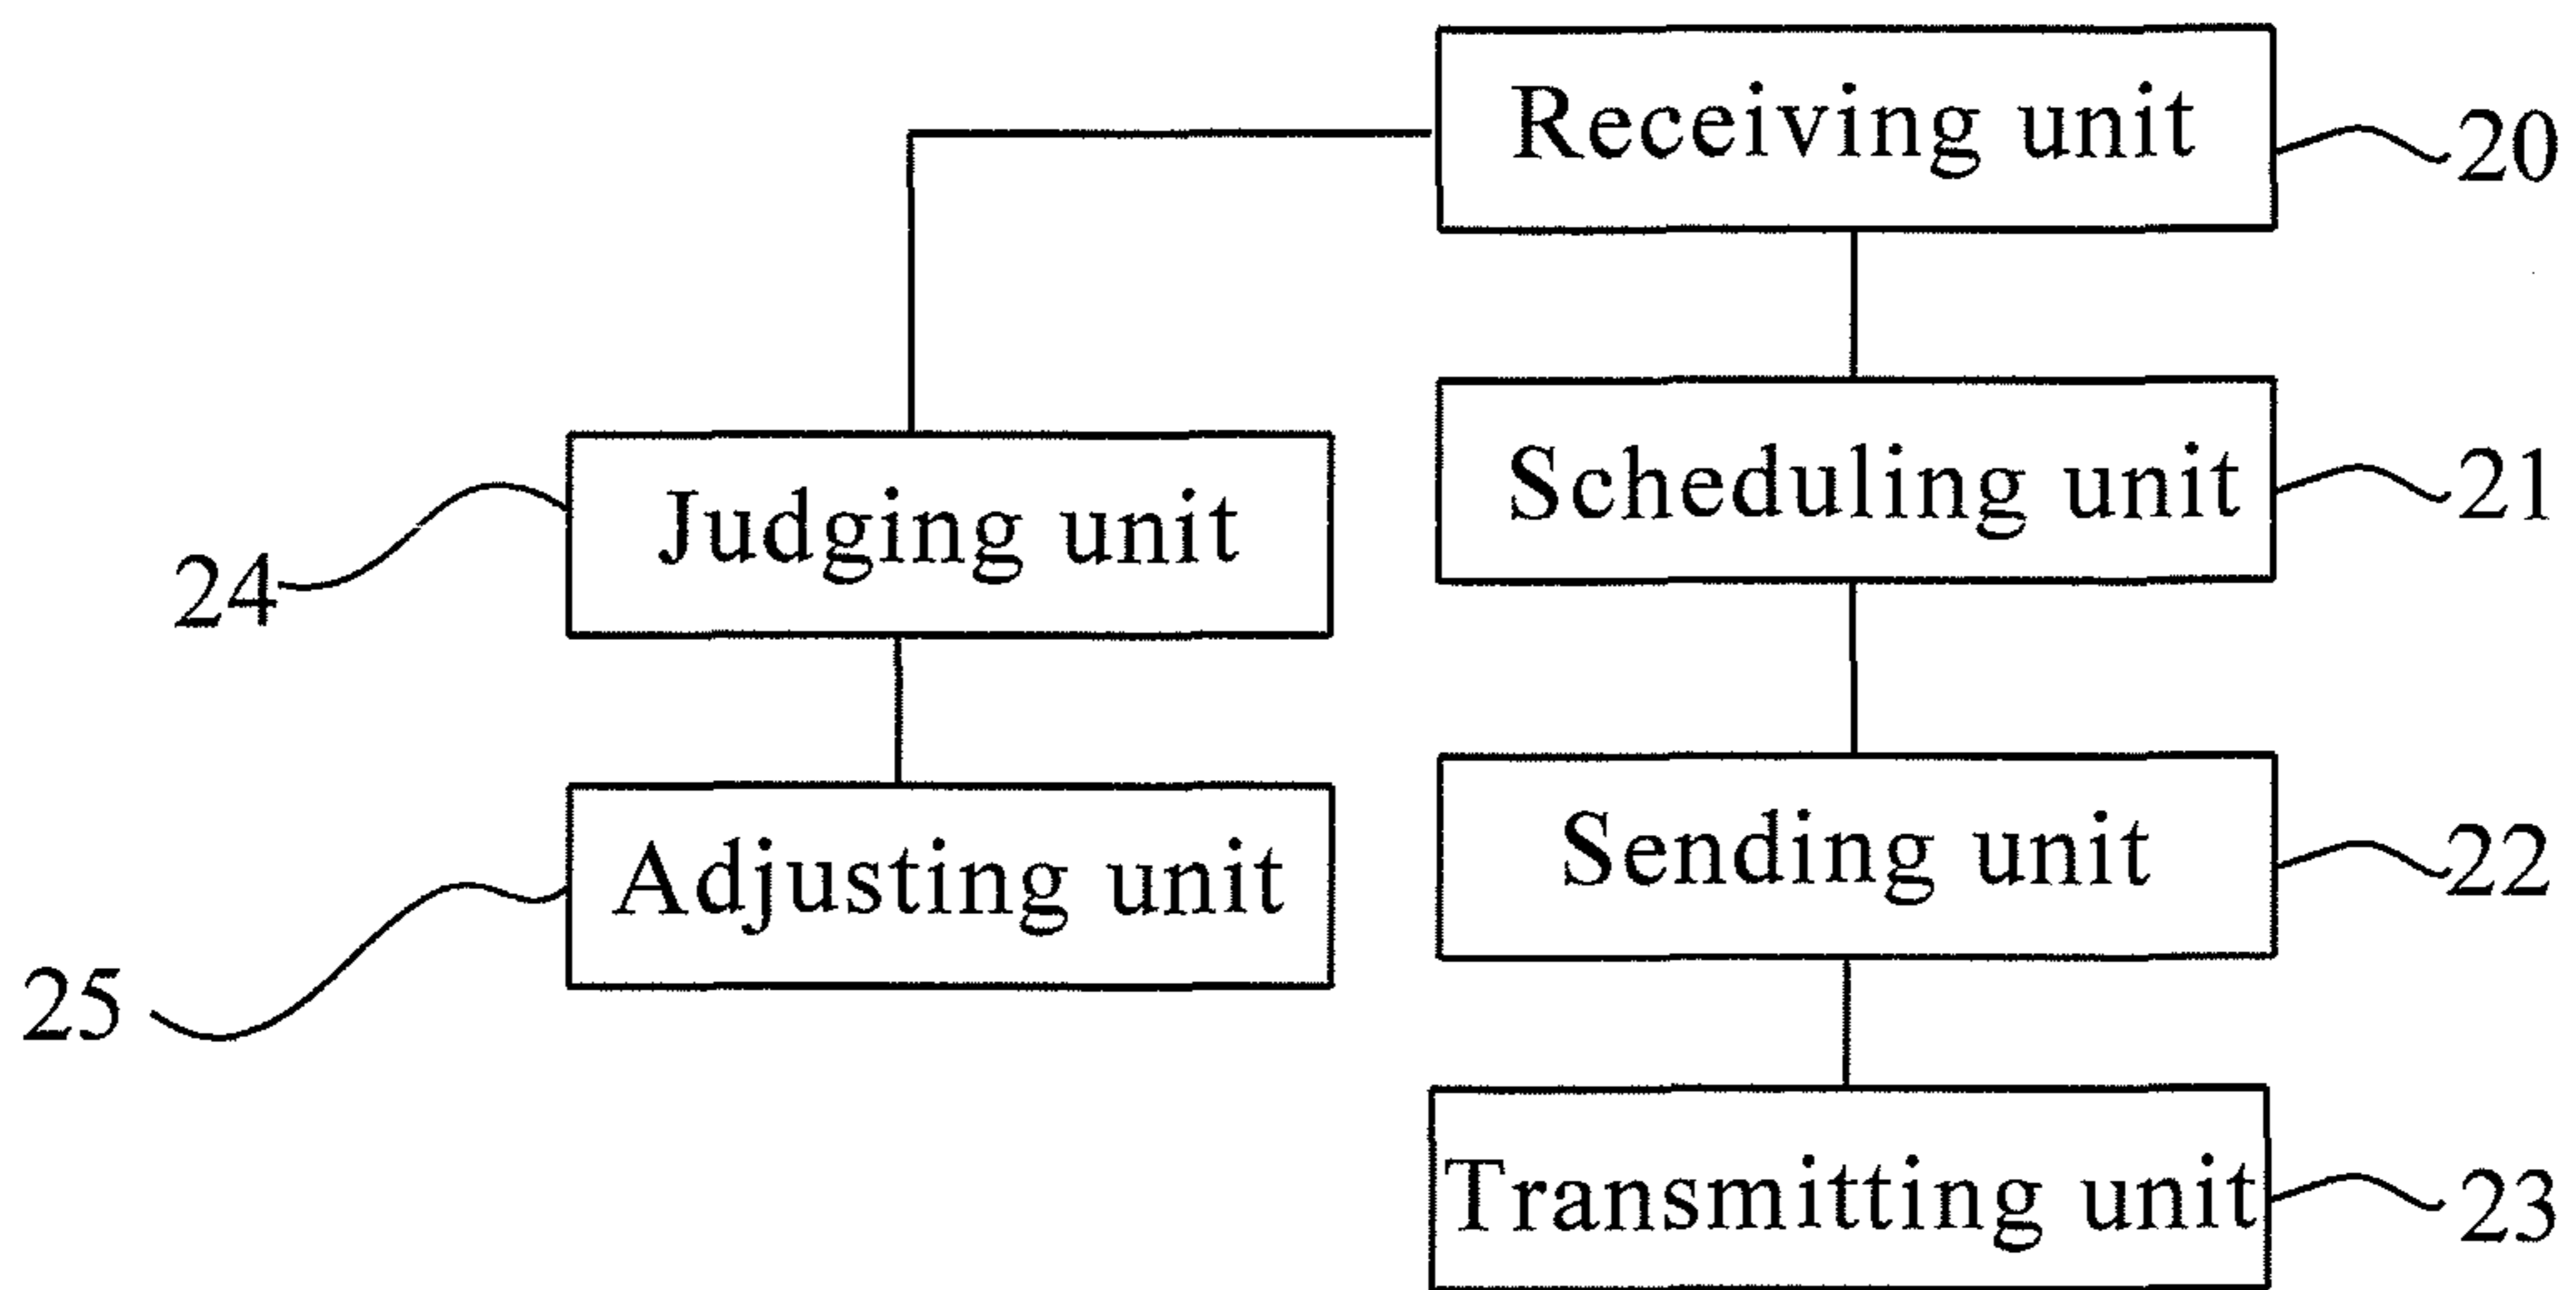 Receiving unit
20
Scheduling unit
21
Judging unit
24
Sending unit
22
Adjusting unit
25
Transmitting unit
23